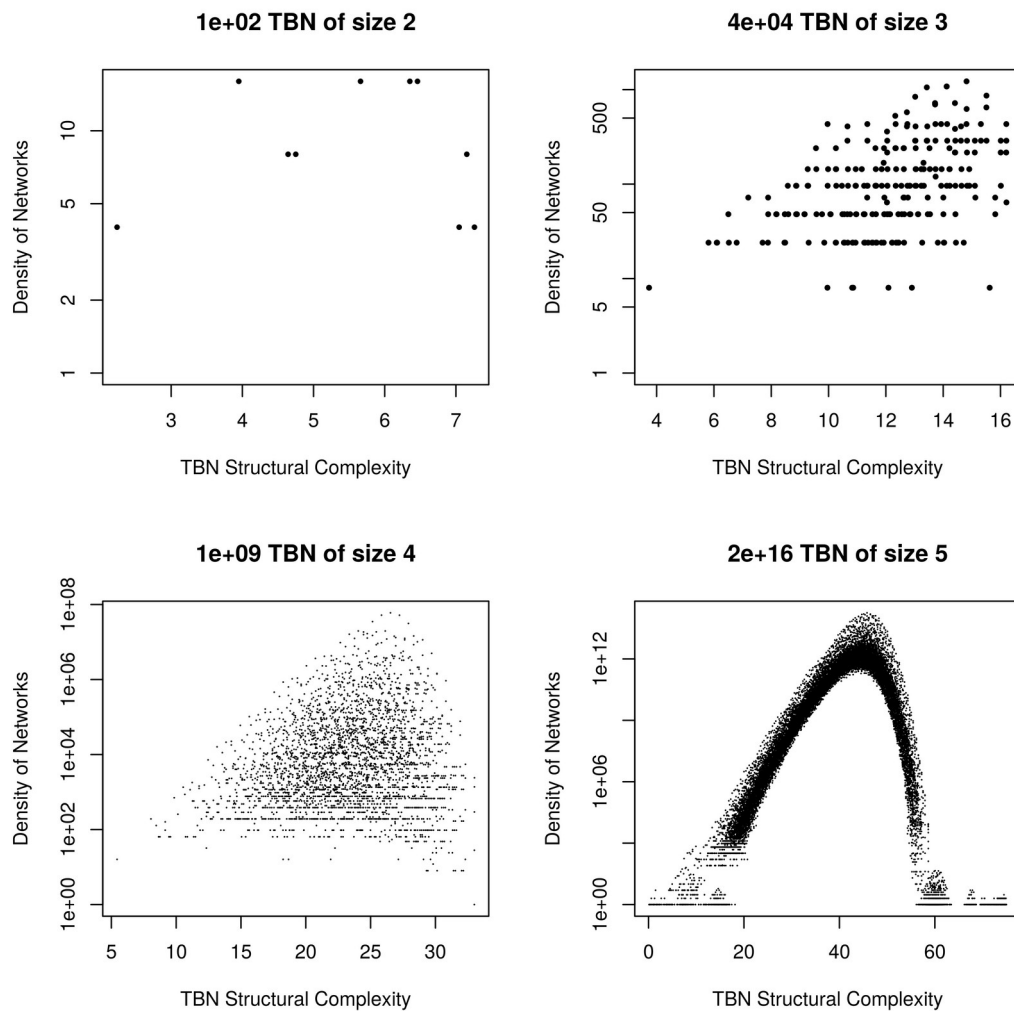 1e+02 TBN of size 2
Density of Networks
10
5
2
1
3 4 5 6 7
TBN Structural Complexity
4e+04 TBN of size 3
Density of Networks
500
50
5
1
4 6 8 10 12 14 16
TBN Structural Complexity
1e+09 TBN of size 4
Density of Networks
1e+08
1e+06
1e+04
1e+02
1e+00
5 10 15 20 25 30
TBN Structural Complexity
2e+16 TBN of size 5
Density of Networks
1e+12
1e+06
1e+00
0 20 40 60
TBN Structural Complexity